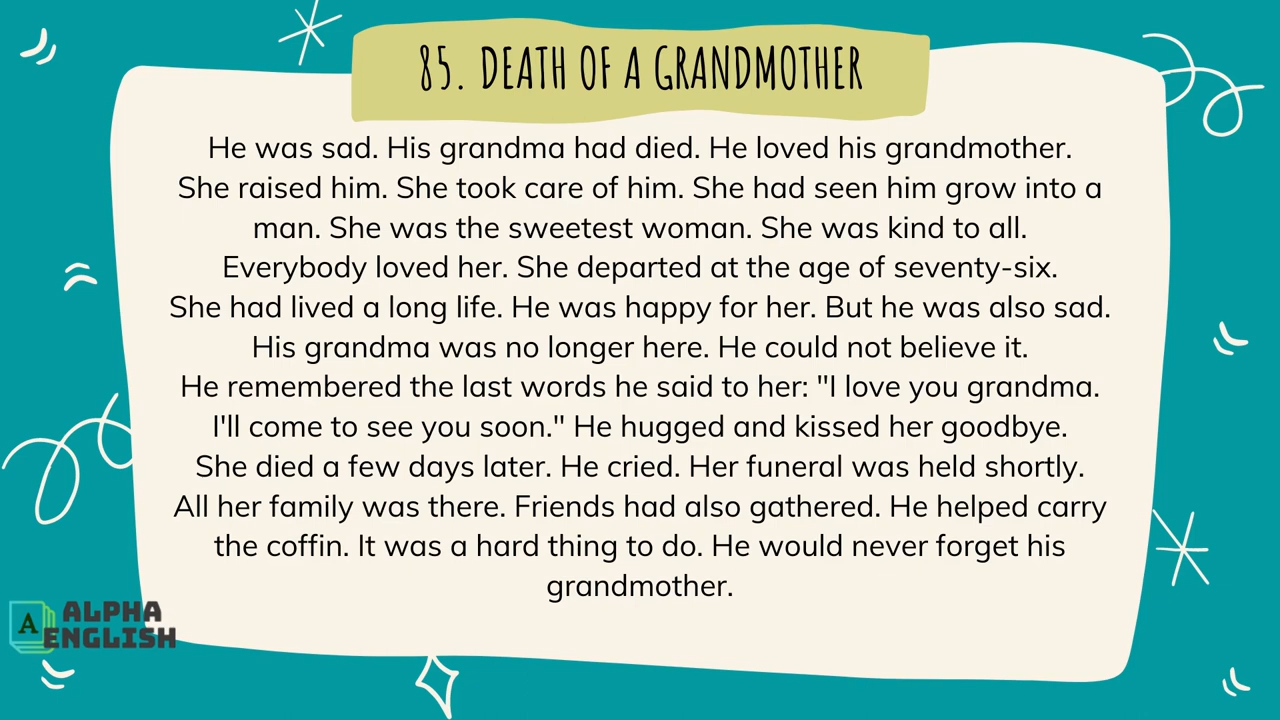 85. DEATH OF A GRANDMOTHER
He was sad. His grandma had died. He loved his grandmother.
She raised him. She took care of him. She had seen him grow into a
man. She was the sweetest woman. She was kind to all.
Everybody loved her. She departed at the age of seventy-six.
She had lived a long life. He was happy for her. But he was also sad.
His grandma was no longer here. He could not believe it.
He remembered the last words he said to her: "I love you grandma.
I'll come to see you soon." He hugged and kissed her goodbye.
She died a few days later. He cried. Her funeral was held shortly.
All her family was there. Friends had also gathered. He helped carry
the coffin. It was a hard thing to do. He would never forget his
grandmother.
A
ALPHA
ENGLISH